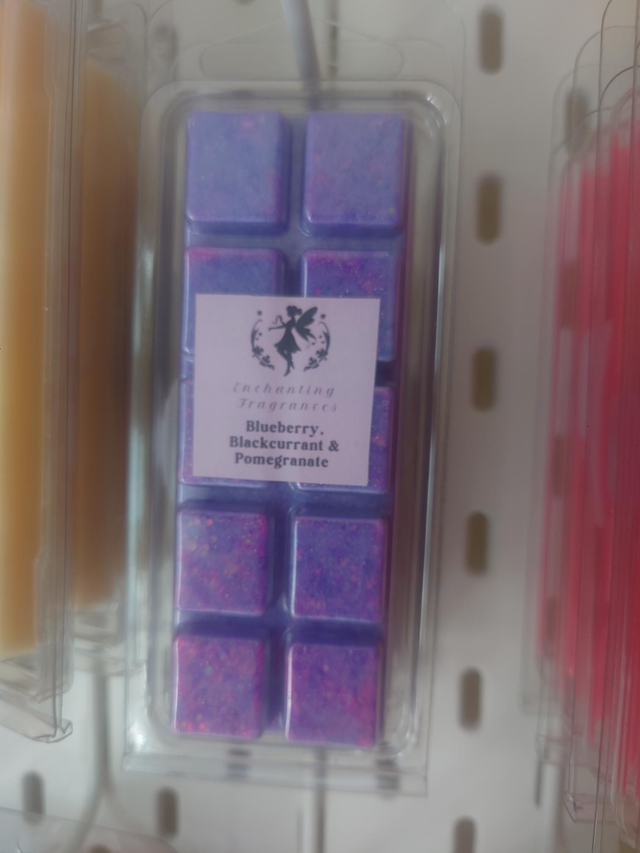 Enchanting
Fragrances
Blueberry,
Blackcurrant &
Pomegranate